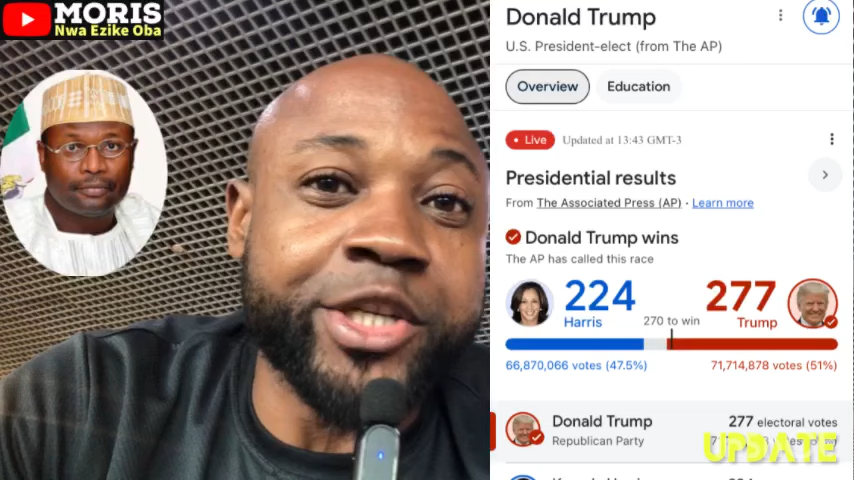 MORIS
Nwa Ezike Oba
Donald Trump
U.S. President-elect (from The AP)
Overview
Education
Live
Updated at 13:43 GMT-3
Presidential results
From The Associated Press (AP) · Learn more
Donald Trump wins
The AP has called this race
224
277
Harris
270 to win
Trump
66,870,066 votes (47.5%)
71,714,878 votes (51%)
Donald Trump
277 electoral votes
Republican Party
UPDATE